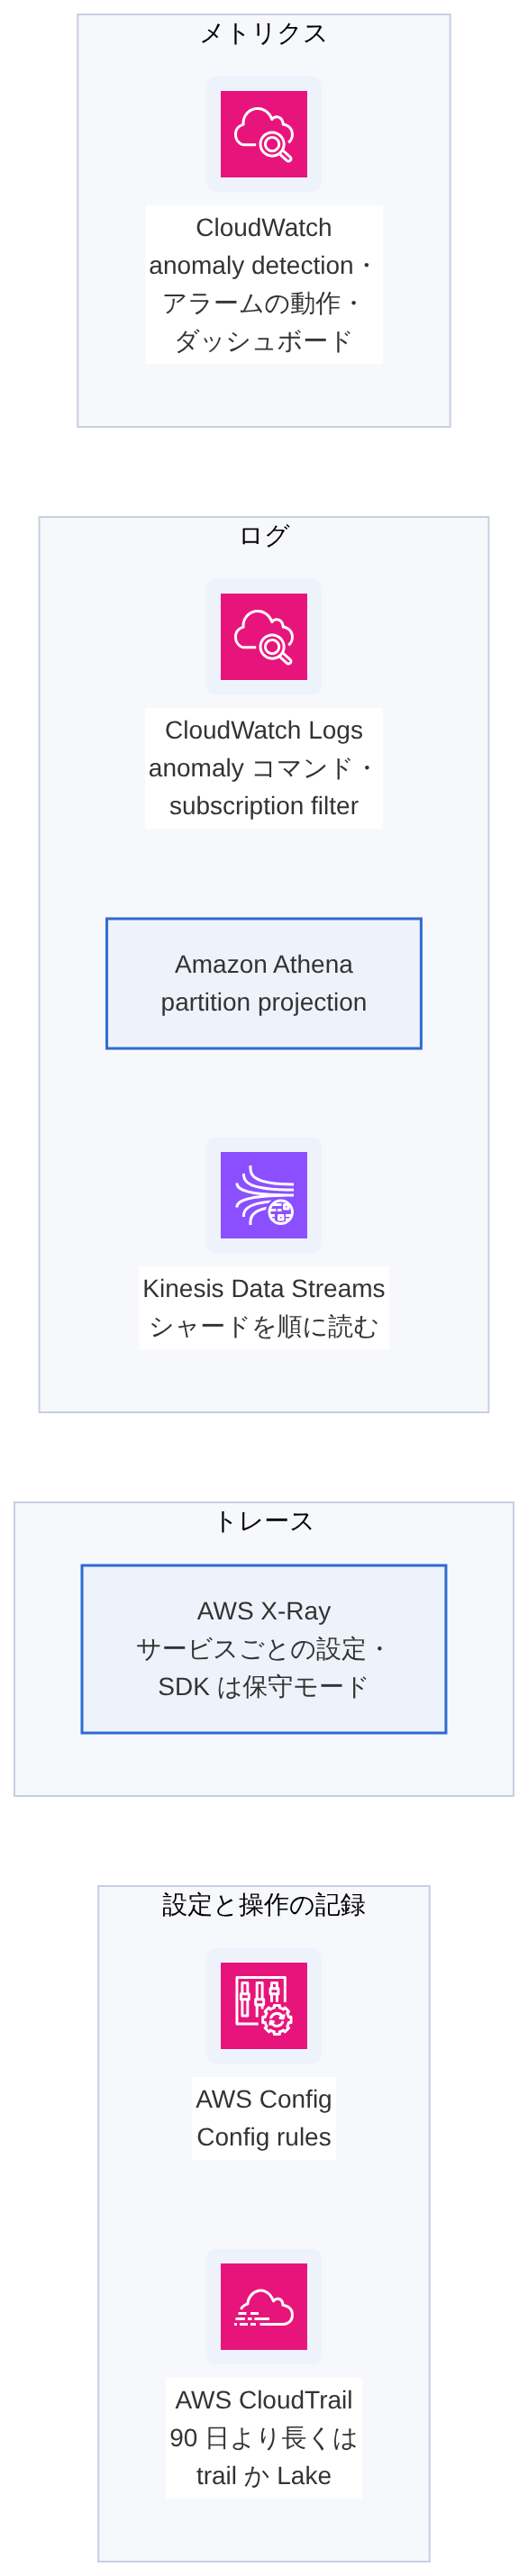 メトリクス
CloudWatch
anomaly detection・
アラームの動作・
ダッシュボード
ログ
CloudWatch Logs
anomaly コマンド・
subscription filter
Amazon Athena
partition projection
Kinesis Data Streams
シャードを順に読む
トレース
AWS X-Ray
サービスごとの設定・
SDK は保守モード
設定と操作の記録
AWS Config
Config rules
AWS CloudTrail
90 日より長くは
trail か Lake